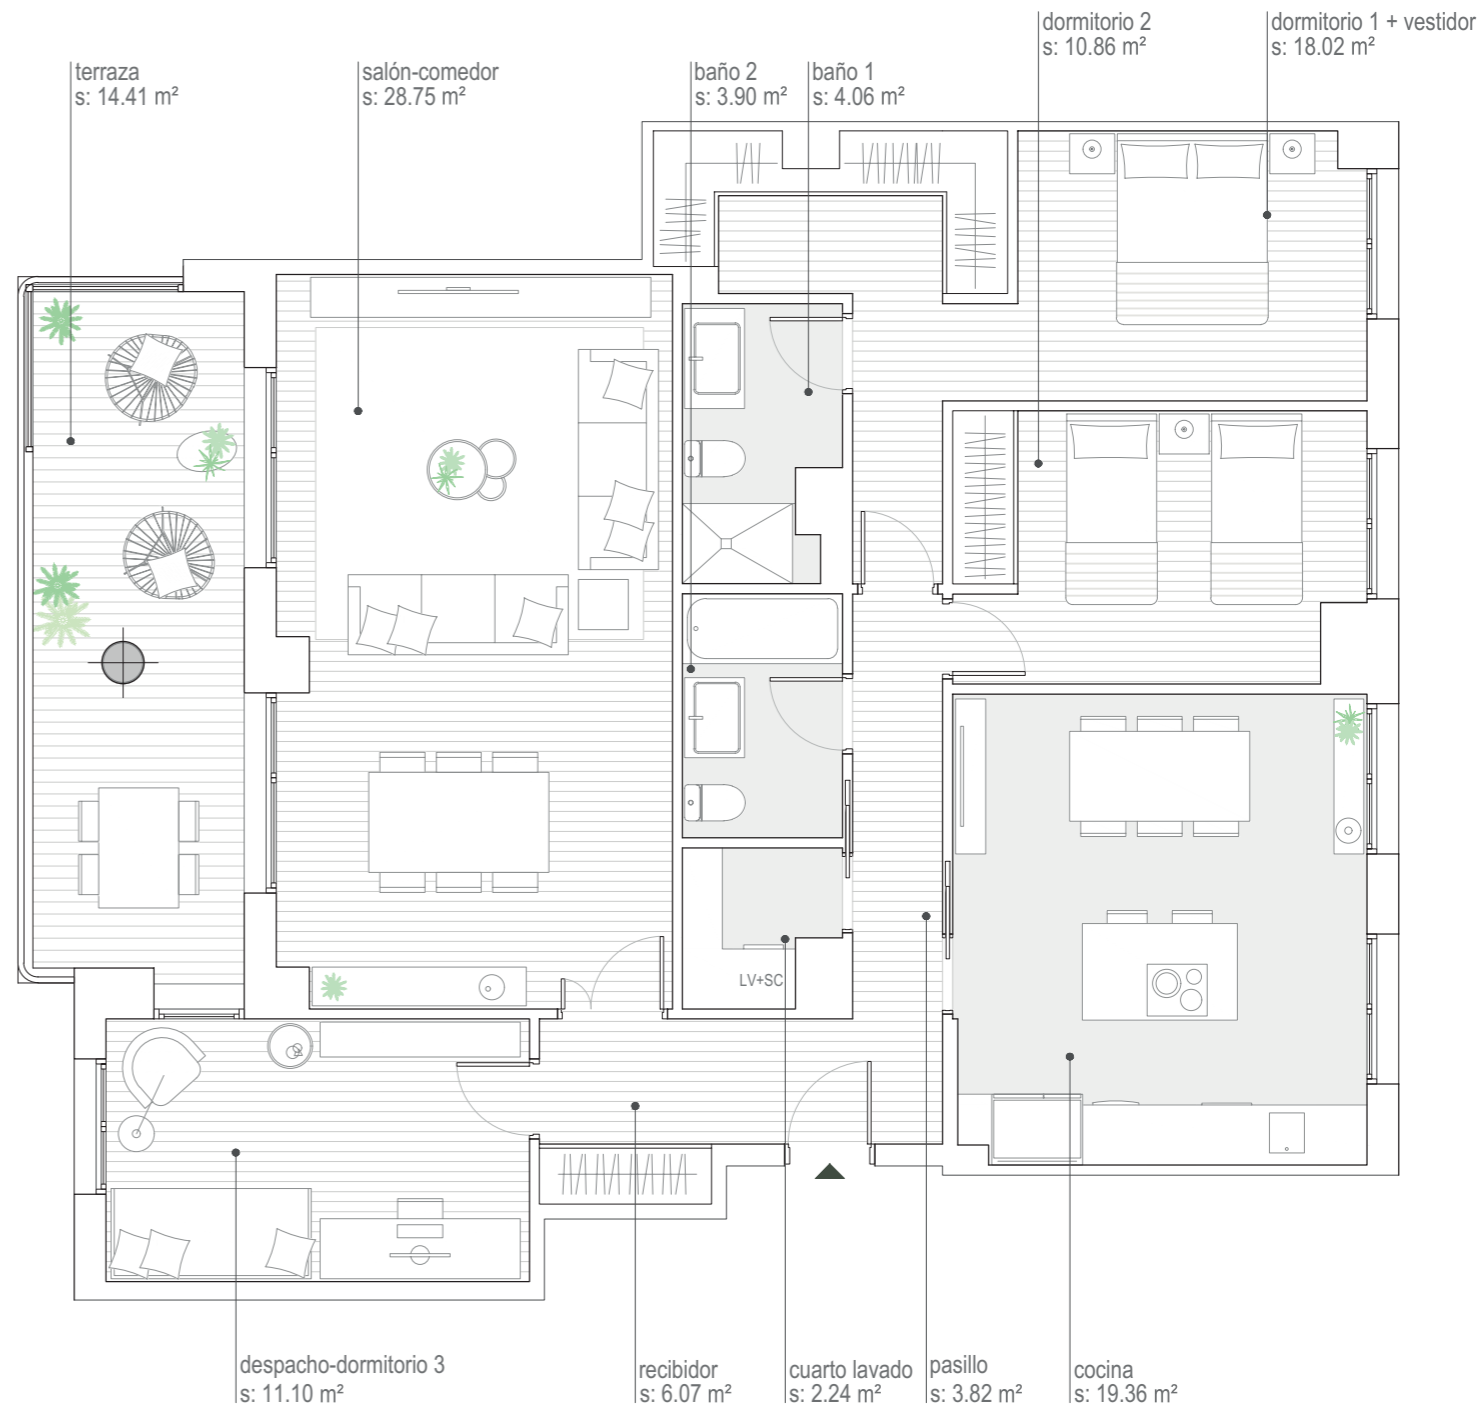 dormitorio 2
s: 10.86 m²
dormitorio 1 + vestidor
s: 18.02 m²
terraza
s: 14.41 m²
salón-comedor
s: 28.75 m²
baño 2
s: 3.90 m²
baño 1
s: 4.06 m²
LV+SC
despacho-dormitorio 3
s: 11.10 m²
recibidor
s: 6.07 m²
cuarto lavado
s: 2.24 m²
pasillo
s: 3.82 m²
cocina
s: 19.36 m²